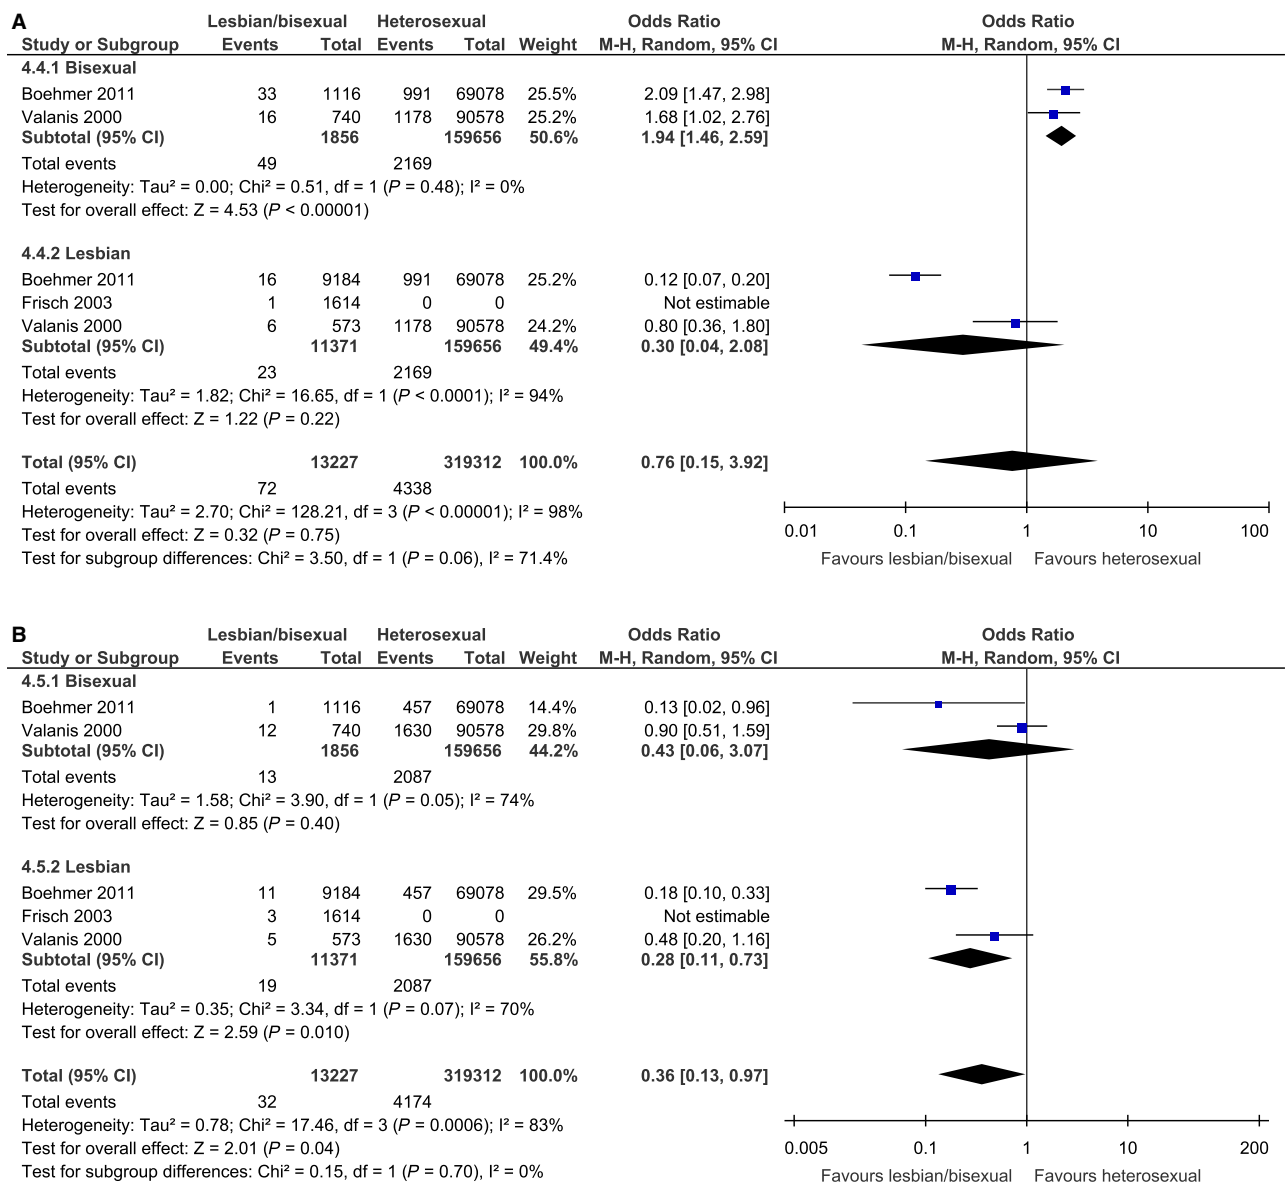 A
Lesbian/bisexual Heterosexual Odds Ratio Odds Ratio
Study or Subgroup Events Total Events Total Weight M-H, Random, 95% CI M-H, Random, 95% CI
4.4.1 Bisexual
Boehmer 2011 33 1116 991 69078 25.5% 2.09 [1.47, 2.98]
Valanis 2000 16 740 1178 90578 25.2% 1.68 [1.02, 2.76]
Subtotal (95% CI) 1856 159656 50.6% 1.94 [1.46, 2.59]
Total events 49 2169
Heterogeneity: Tau² = 0.00; Chi² = 0.51, df = 1 (P = 0.48); I² = 0%
Test for overall effect: Z = 4.53 (P < 0.00001)
4.4.2 Lesbian
Boehmer 2011 16 9184 991 69078 25.2% 0.12 [0.07, 0.20]
Frisch 2003 1 1614 0 0 Not estimable
Valanis 2000 6 573 1178 90578 24.2% 0.80 [0.36, 1.80]
Subtotal (95% CI) 11371 159656 49.4% 0.30 [0.04, 2.08]
Total events 23 2169
Heterogeneity: Tau² = 1.82; Chi² = 16.65, df = 1 (P < 0.0001); I² = 94%
Test for overall effect: Z = 1.22 (P = 0.22)
Total (95% CI) 13227 319312 100.0% 0.76 [0.15, 3.92]
Total events 72 4338
Heterogeneity: Tau² = 2.70; Chi² = 128.21, df = 3 (P < 0.00001); I² = 98%
Test for overall effect: Z = 0.32 (P = 0.75)
Test for subgroup differences: Chi² = 3.50, df = 1 (P = 0.06), I² = 71.4%
0.01 0.1 1 10 100
Favours lesbian/bisexual Favours heterosexual
B
Lesbian/bisexual Heterosexual Odds Ratio Odds Ratio
Study or Subgroup Events Total Events Total Weight M-H, Random, 95% CI M-H, Random, 95% CI
4.5.1 Bisexual
Boehmer 2011 1 1116 457 69078 14.4% 0.13 [0.02, 0.96]
Valanis 2000 12 740 1630 90578 29.8% 0.90 [0.51, 1.59]
Subtotal (95% CI) 1856 159656 44.2% 0.43 [0.06, 3.07]
Total events 13 2087
Heterogeneity: Tau² = 1.58; Chi² = 3.90, df = 1 (P = 0.05); I² = 74%
Test for overall effect: Z = 0.85 (P = 0.40)
4.5.2 Lesbian
Boehmer 2011 11 9184 457 69078 29.5% 0.18 [0.10, 0.33]
Frisch 2003 3 1614 0 0 Not estimable
Valanis 2000 5 573 1630 90578 26.2% 0.48 [0.20, 1.16]
Subtotal (95% CI) 11371 159656 55.8% 0.28 [0.11, 0.73]
Total events 19 2087
Heterogeneity: Tau² = 0.35; Chi² = 3.34, df = 1 (P = 0.07); I² = 70%
Test for overall effect: Z = 2.59 (P = 0.010)
Total (95% CI) 13227 319312 100.0% 0.36 [0.13, 0.97]
Total events 32 4174
Heterogeneity: Tau² = 0.78; Chi² = 17.46, df = 3 (P = 0.0006); I² = 83%
Test for overall effect: Z = 2.01 (P = 0.04)
Test for subgroup differences: Chi² = 0.15, df = 1 (P = 0.70), I² = 0%
0.005 0.1 1 10 200
Favours lesbian/bisexual Favours heterosexual